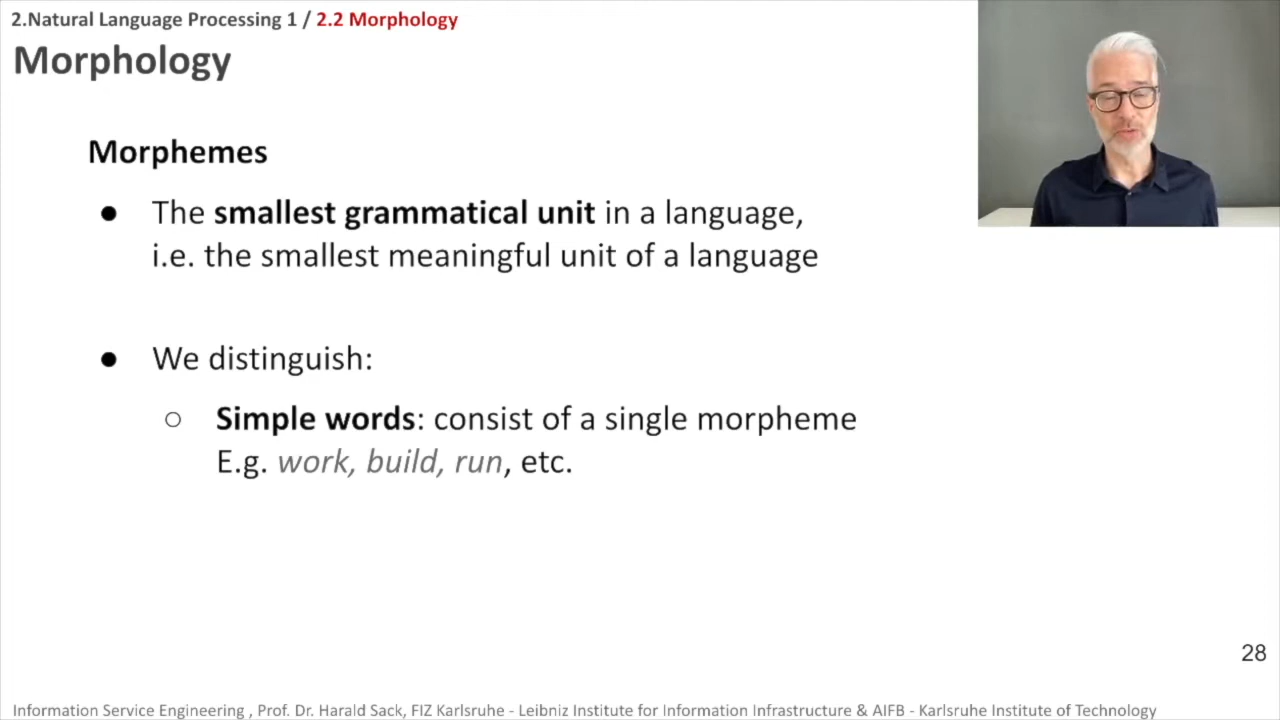 2.Natural Language Processing 1 / 2.2 Morphology
Morphology
Morphemes
● The smallest grammatical unit in a language,
i.e. the smallest meaningful unit of a language
● We distinguish:
○ Simple words: consist of a single morpheme
E.g. work, build, run, etc.
28
Information Service Engineering , Prof. Dr. Harald Sack, FIZ Karlsruhe - Leibniz Institute for Information Infrastructure & AIFB - Karlsruhe Institute of Technology